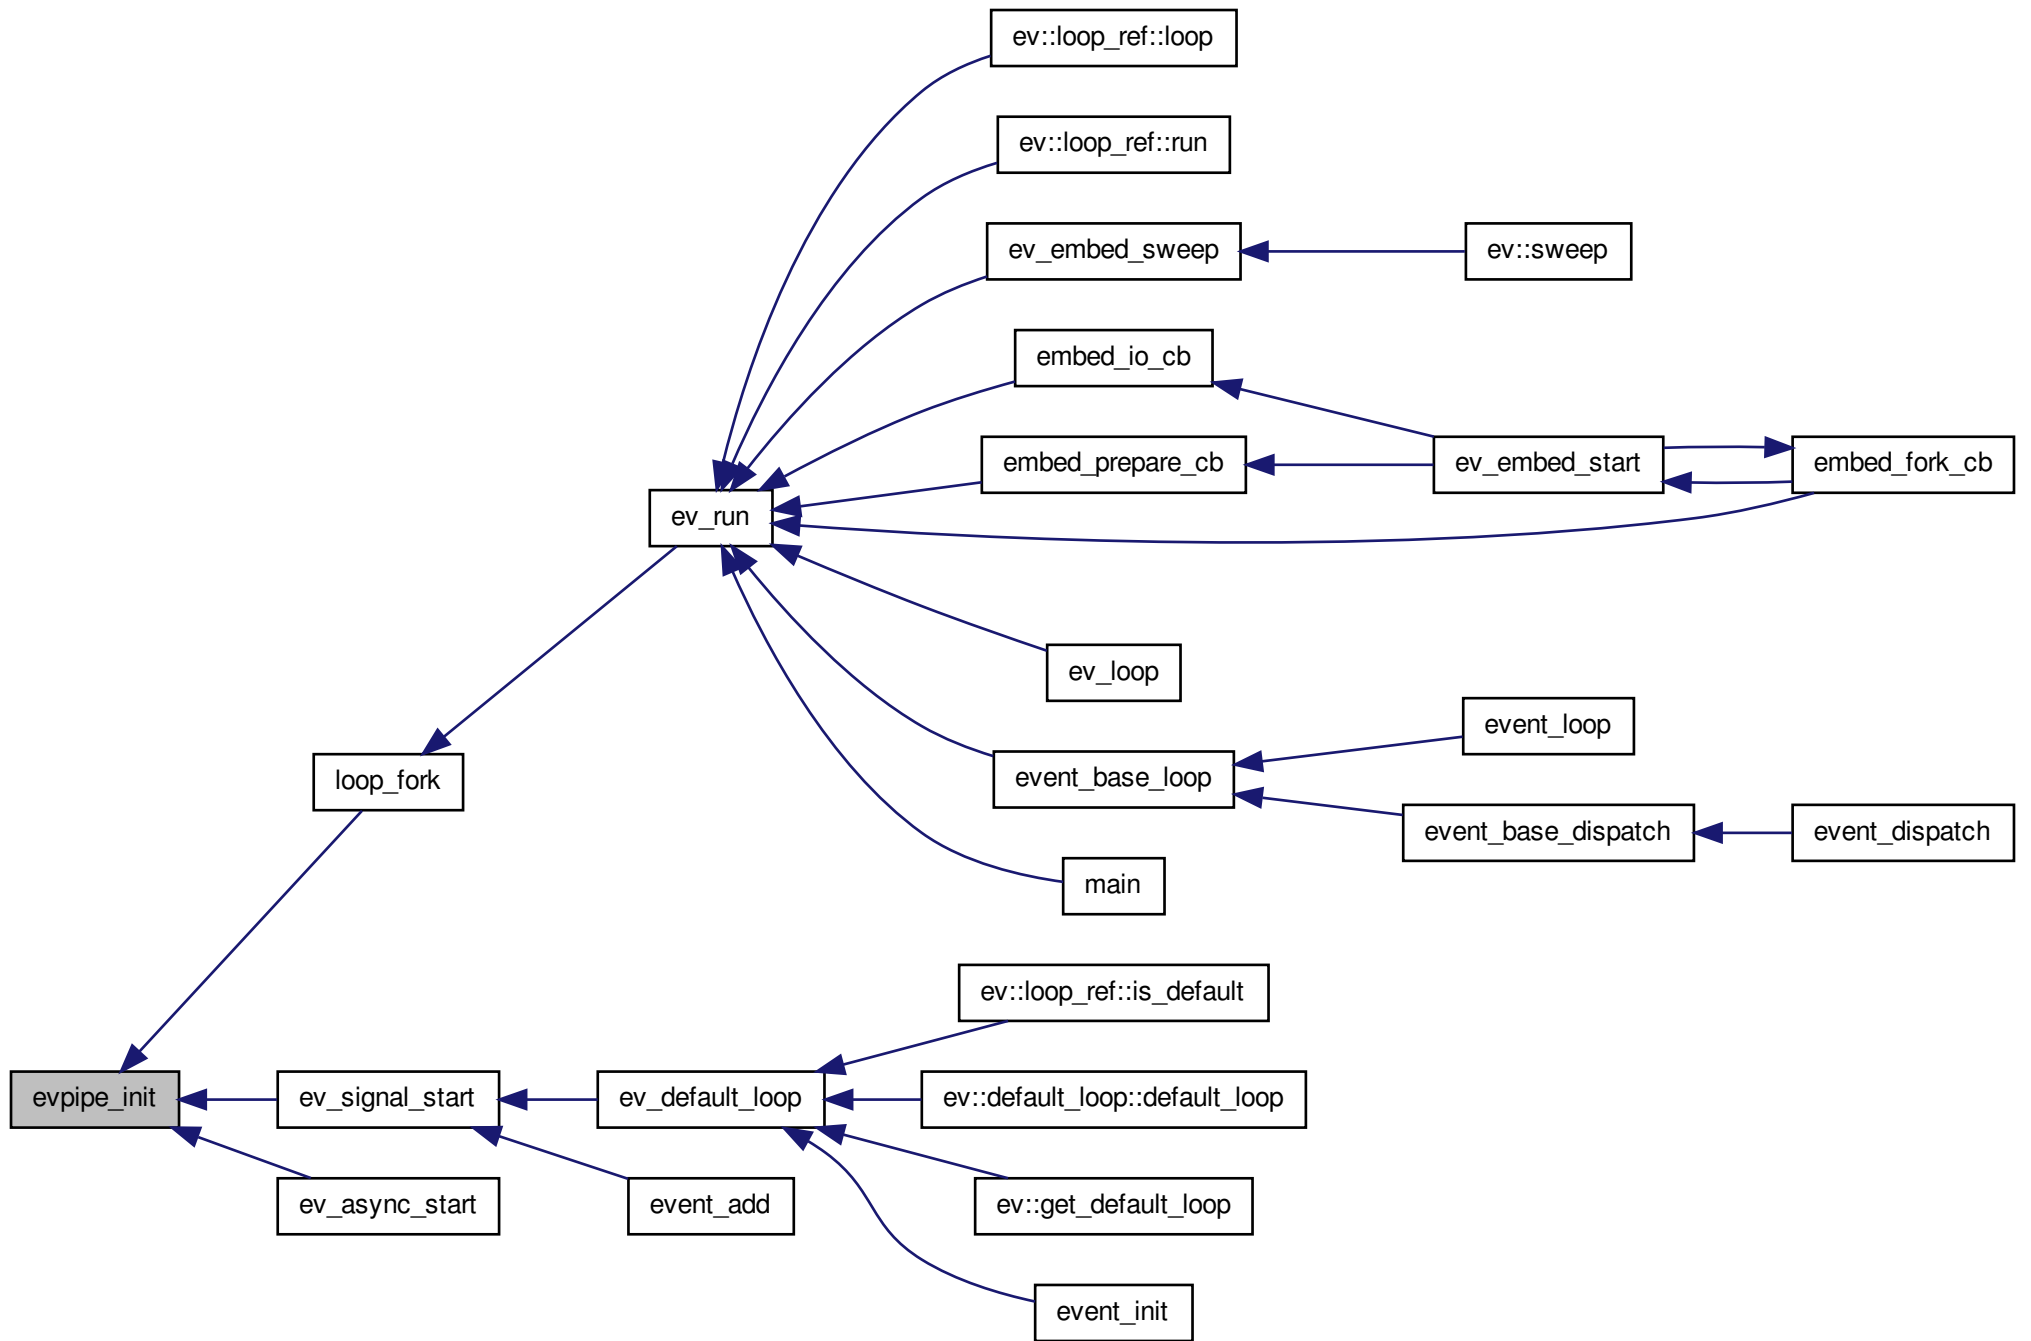 ev::loop_ref::loop
ev::loop_ref::run
ev_embed_sweep
ev::sweep
embed_io_cb
embed_prepare_cb
ev_embed_start
embed_fork_cb
ev_run
ev_loop
event_loop
event_base_loop
loop_fork
event_base_dispatch
event_dispatch
main
ev::loop_ref::is_default
evpipe_init
ev_signal_start
ev_default_loop
ev::default_loop::default_loop
ev_async_start
event_add
ev::get_default_loop
event_init